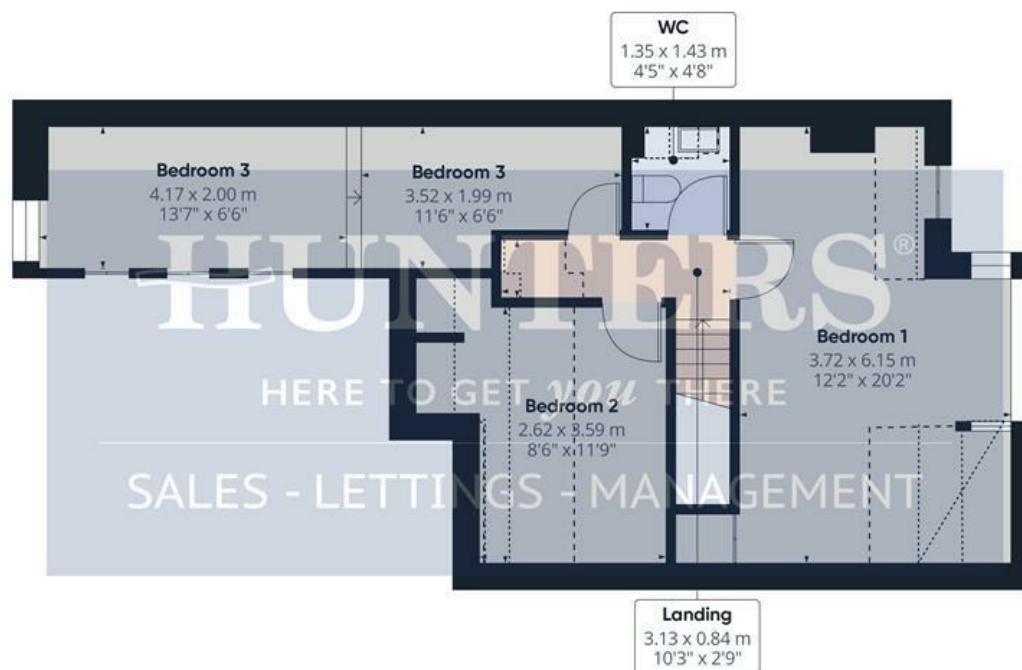 WC
1.35 x 1.43 m
4'5" x 4'8"
Bedroom 3
4.17 x 2.00 m
13'7" x 6'6"
Bedroom 3
3.52 x 1.99 m
11'6" x 6'6"
HUNTERS®
HERE TO GET you THERE
SALES - LETTINGS - MANAGEMENT
Bedroom 1
3.72 x 6.15 m
12'2" x 20'2"
Bedroom 2
2.62 x 3.59 m
8'6" x 11'9"
Landing
3.13 x 0.84 m
10'3" x 2'9"